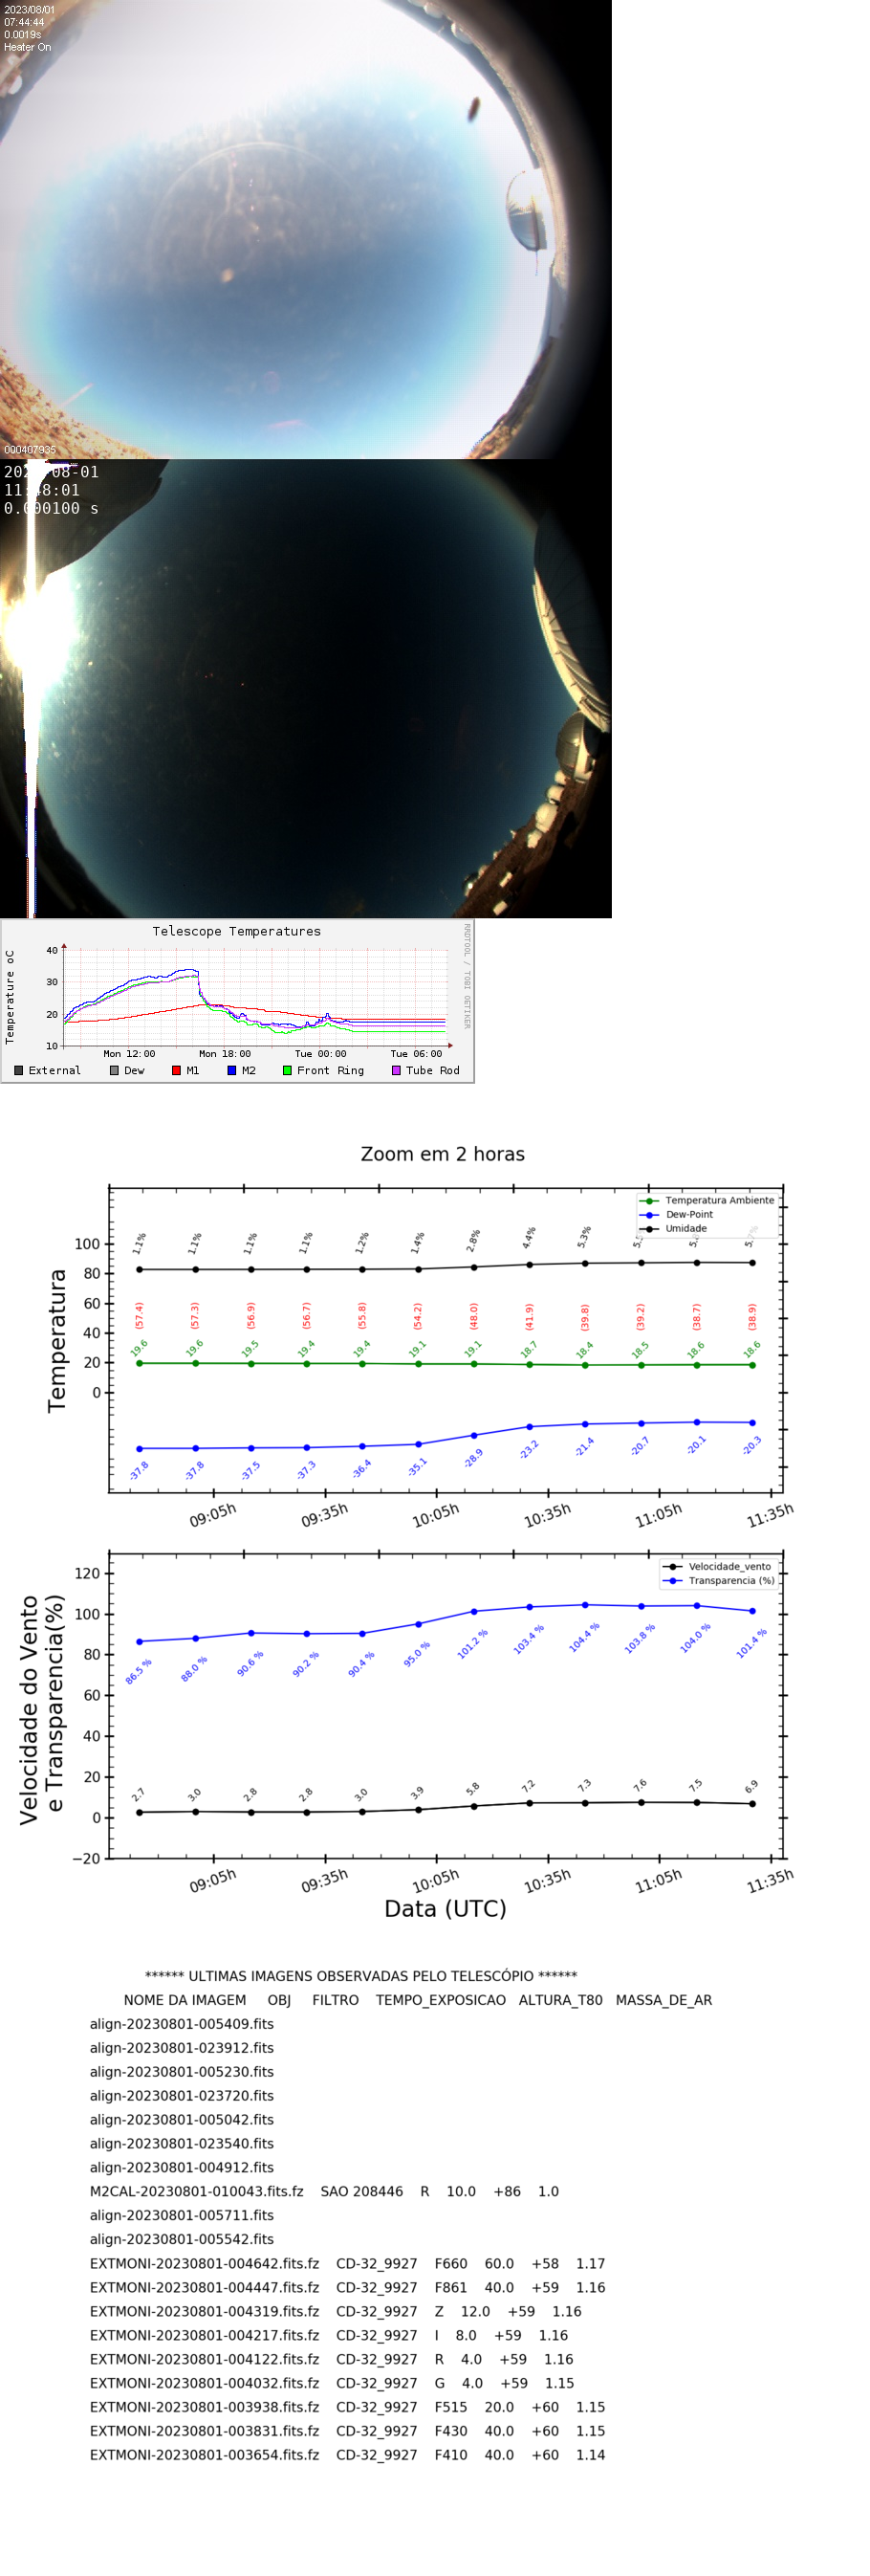 2023/08/01
07:44:44
0.0019s
Heater On
000407935
08-01
0.000100 s
Telescope Temperatures
RRDTOOL / TOBI OETIKER
Temperature oC
40
30
20
10
Mon 12:00 Mon 18:00 Tue 00:00 Tue 06:00
External Dew M1 M2 Front Ring Tube Rod
Zoom em 2 horas
Temperatura Ambiente
Dew-Point
Umidade
Temperatura
100
80
60
40
20
0
1.1% 1.1% 1.1% 1.2% 1.4% 2.8% 4.4% 5.3%
(57.4) (57.3) (56.9) (56.7) (55.8) (54.2) (48.0) (41.9) (39.8) (39.2) (38.7) (38.9)
19.6 19.6 19.5 19.4 19.4 19.1 19.1 18.7 18.4 18.5 18.6 18.6
-37.8 -37.8 -37.5 -37.3 -36.4 -35.1 -28.9 -23.2 -21.4 -20.7 -20.1 -20.3
09:05h 09:35h 10:05h 10:35h 11:05h 11:35h
Velocidade_vento
Transparencia (%)
Velocidade do Vento
e Transparencia(%)
120
100
80
60
40
20
0
−20
86.5 % 88.0 % 90.6 % 90.2 % 90.4 % 95.0 % 101.2 % 103.4 % 104.4 % 103.8 % 104.0 % 101.4 %
2.7 3.0 2.8 2.8 3.0 3.9 5.8 7.2 7.3 7.6 7.5 6.9
09:05h 09:35h 10:05h 10:35h 11:05h 11:35h
Data (UTC)
****** ULTIMAS IMAGENS OBSERVADAS PELO TELESCÓPIO ******
NOME DA IMAGEM OBJ FILTRO TEMPO_EXPOSICAO ALTURA_T80 MASSA_DE_AR
align-20230801-005409.fits
align-20230801-023912.fits
align-20230801-005230.fits
align-20230801-023720.fits
align-20230801-005042.fits
align-20230801-023540.fits
align-20230801-004912.fits
M2CAL-20230801-010043.fits.fz SAO 208446 R 10.0 +86 1.0
align-20230801-005711.fits
align-20230801-005542.fits
EXTMONI-20230801-004642.fits.fz CD-32_9927 F660 60.0 +58 1.17
EXTMONI-20230801-004447.fits.fz CD-32_9927 F861 40.0 +59 1.16
EXTMONI-20230801-004319.fits.fz CD-32_9927 Z 12.0 +59 1.16
EXTMONI-20230801-004217.fits.fz CD-32_9927 I 8.0 +59 1.16
EXTMONI-20230801-004122.fits.fz CD-32_9927 R 4.0 +59 1.16
EXTMONI-20230801-004032.fits.fz CD-32_9927 G 4.0 +59 1.15
EXTMONI-20230801-003938.fits.fz CD-32_9927 F515 20.0 +60 1.15
EXTMONI-20230801-003831.fits.fz CD-32_9927 F430 40.0 +60 1.15
EXTMONI-20230801-003654.fits.fz CD-32_9927 F410 40.0 +60 1.14